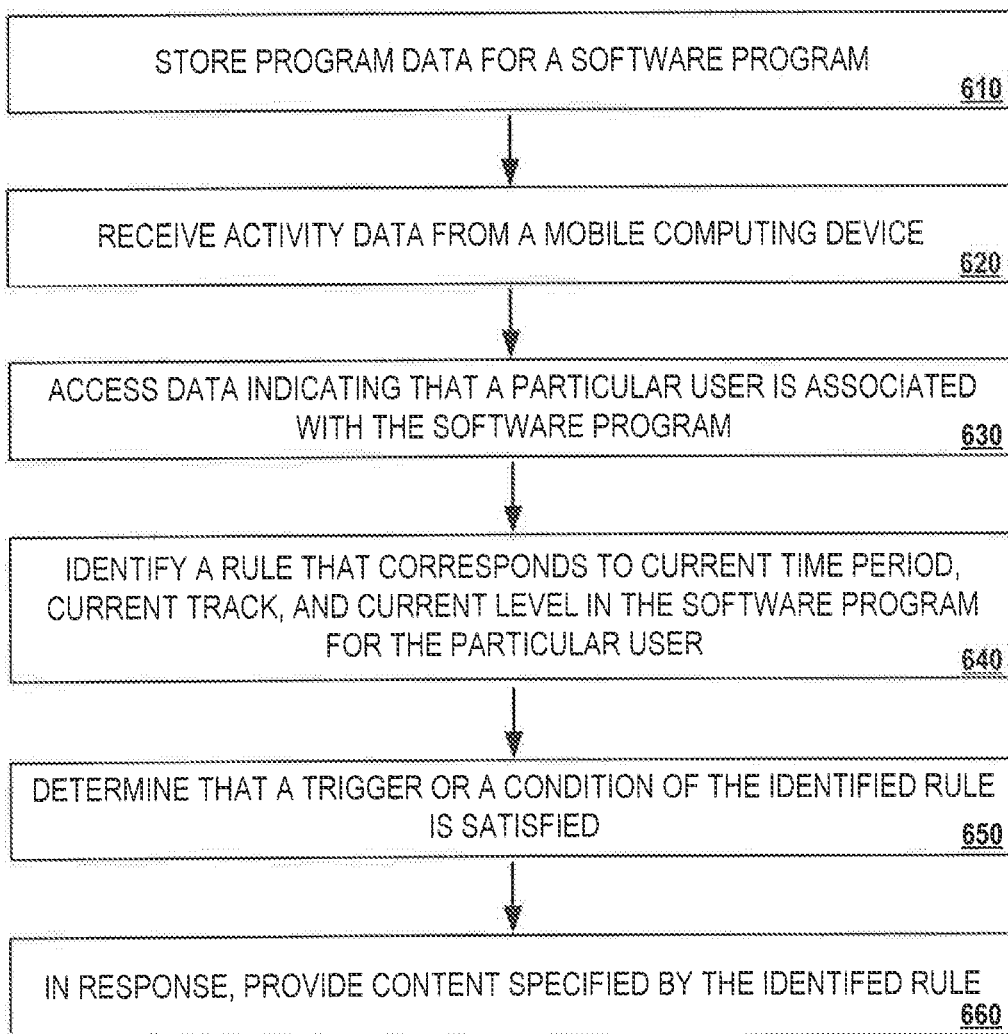 STORE PROGRAM DATA FOR A SOFTWARE PROGRAM
610
RECEIVE ACTIVITY DATA FROM A MOBILE COMPUTING DEVICE
620
ACCESS DATA INDICATING THAT A PARTICULAR USER IS ASSOCIATED
WITH THE SOFTWARE PROGRAM
630
IDENTIFY A RULE THAT CORRESPONDS TO CURRENT TIME PERIOD,
CURRENT TRACK, AND CURRENT LEVEL IN THE SOFTWARE PROGRAM
FOR THE PARTICULAR USER
640
DETERMINE THAT A TRIGGER OR A CONDITION OF THE IDENTIFIED RULE
IS SATISFIED
650
IN RESPONSE, PROVIDE CONTENT SPECIFIED BY THE IDENTIFED RULE
660